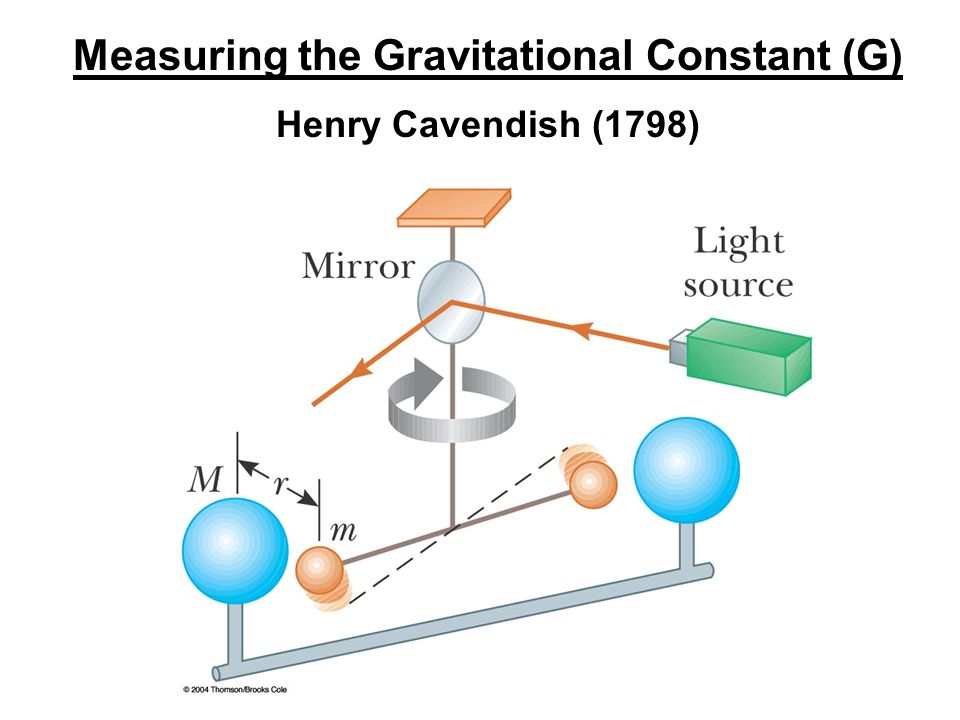 Measuring the Gravitational Constant (G)
Henry Cavendish (1798)
Mirror
Light
source
M
r
m
© 2004 Thomson/Brooks Cole